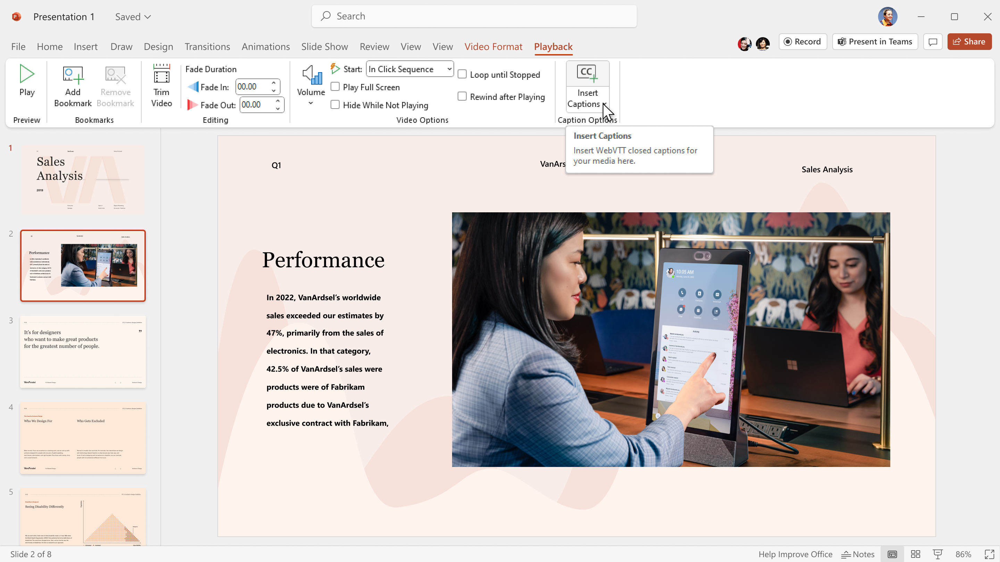 Presentation 1
Saved
Search
File
Home
Insert
Draw
Design
Transitions
Animations
Slide Show
Review
View
View
Video Format
Playback
Record
Present in Teams
Share
Play
Preview
Add
Bookmark
Remove
Bookmark
Bookmarks
Trim
Video
Fade Duration
Fade In:
00.00
Fade Out:
00.00
Editing
Volume
Start:
In Click Sequence
Play Full Screen
Hide While Not Playing
Loop until Stopped
Rewind after Playing
Video Options
CC
Insert
Captions
Caption Options
Insert Captions
Insert WebVTT closed captions for
your media here.
1
Sales
Analysis
2019
2
Performance
3
It's for designers
who want to make great products
for the greatest number of people.
”
VanArsdel
4
Who We Design For
Who Gets Excluded
VanArsdel
5
Seeing Disability Differently
Q1
VanArs
Sales Analysis
Performance
In 2022, VanArdsel’s worldwide
sales exceeded our estimates by
47%, primarily from the sales of
electronics. In that category,
42.5% of VanArdsel’s sales were
products were of Fabrikam
products due to VanArdsel’s
exclusive contract with Fabrikam,
10:05 AM
Activity
Slide 2 of 8
Help Improve Office
Notes
86%